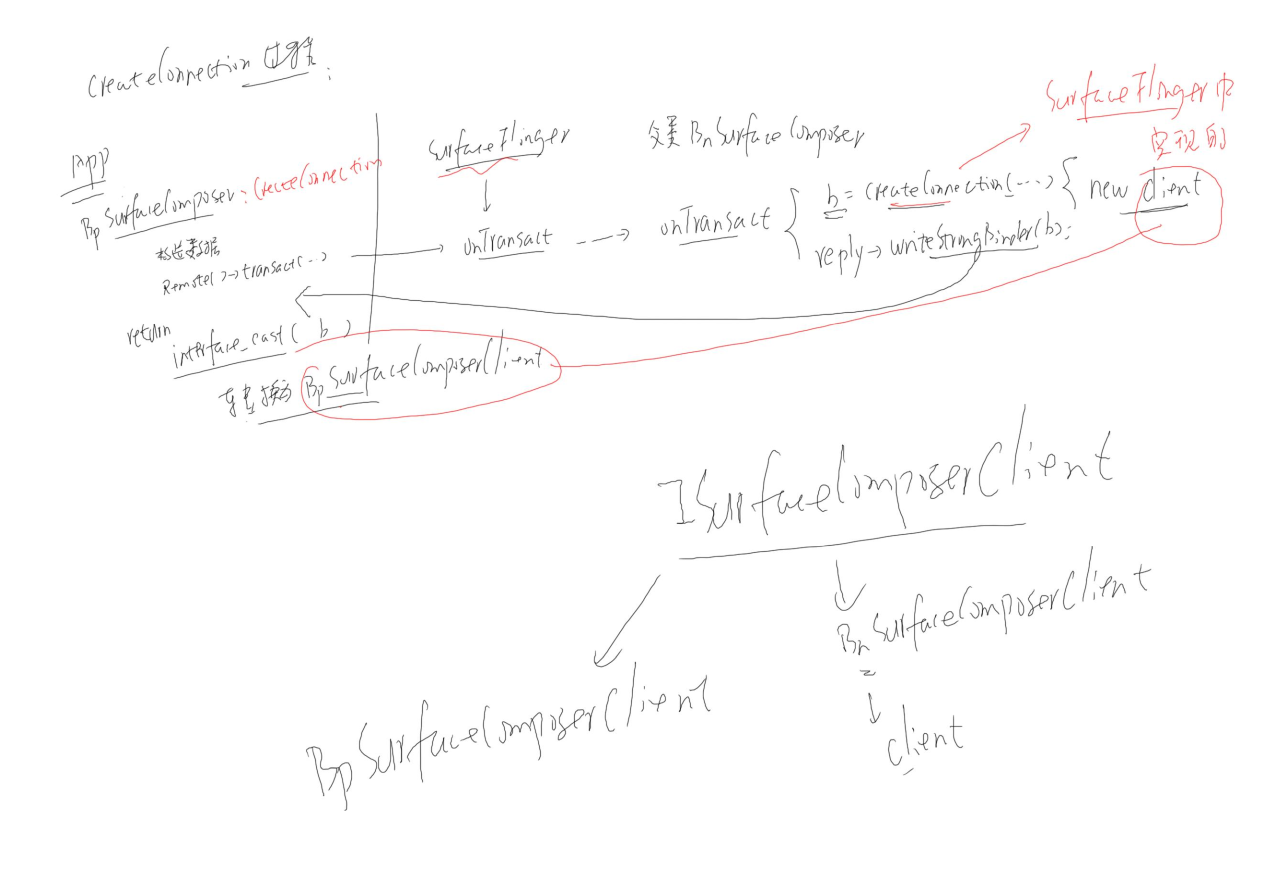 CreateConnection 过程:
APP
BpSurfaceComposer: CreateConnection
构造数据
Remote()->transact(...)
return
interface_cast( b )
转换为 BpSurfaceComposerClient
SurfaceFlinger
onTransact
父类 BnSurfaceComposer
onTransact
b = CreateConnection(...) { new client
reply->writeStrongBinder(b);
SurfaceFlinger中
实现的
ISurfaceComposerClient
BpSurfaceComposerClient
BnSurfaceComposerClient
client